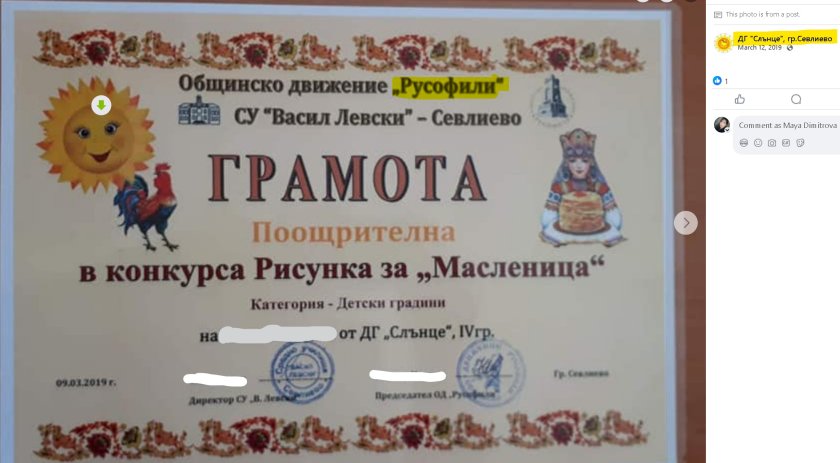 Общинско движение „Русофили”
СУ “Васил Левски” – Севлиево
ГРАМОТА
Поощрителна
в конкурса Рисунка за „Масленица“
Категория - Детски градини
на от ДГ „Слънце“, IVгр.
09.03.2019 г.
Гр. Севлиево
Директор СУ „В. Левски“
Председател ОД „Русофили“
This photo is from a post.
ДГ "Слънце", гр.Севлиево
March 12, 2019
1
Comment as Maya Dimitrova